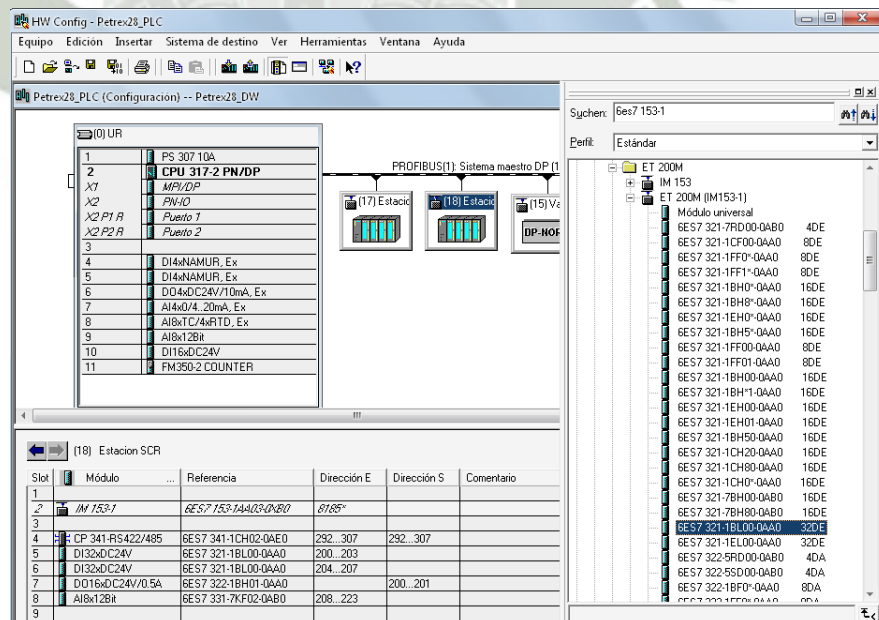 HW Config - Petrex28_PLC
Equipo Edición Insertar Sistema de destino Ver Herramientas Ventana Ayuda
Petrex28_PLC (Configuración) -- Petrex28_DW
(0) UR
1 PS 307 10A
2 CPU 317-2 PN/DP
X1 MPI/DP
X2 PN-IO
X2 P1 R Puerto 1
X2 P2 R Puerto 2
3
4 DI4xNAMUR, Ex
5 DI4xNAMUR, Ex
6 DO4xDC24V/10mA, Ex
7 AI4x0/4..20mA, Ex
8 AI8xTC/4xRTD, Ex
9 AI8x12Bit
10 DI16xDC24V
11 FM350-2 COUNTER
PROFIBUS(1): Sistema maestro DP (1
(17) Estacio
(18) Estacio
(15) Va
DP-NOR
(18) Estacion SCR
Slot Módulo ... Referencia Dirección E Dirección S Comentario
1
2 IM 153-1 6ES7 153-1AA03-0XB0 8185*
3
4 CP 341-RS422/485 6ES7 341-1CH02-0AE0 292...307 292...307
5 DI32xDC24V 6ES7 321-1BL00-0AA0 200...203
6 DI32xDC24V 6ES7 321-1BL00-0AA0 204...207
7 DO16xDC24V/0.5A 6ES7 322-1BH01-0AA0 200...201
8 AI8x12Bit 6ES7 331-7KF02-0AB0 208...223
9
Suchen: 6es7 153-1
Perfil: Estándar
ET 200M
IM 153
ET 200M (IM153-1)
Módulo universal
6ES7 321-7RD00-0AB0 4DE
6ES7 321-1CF00-0AA0 8DE
6ES7 321-1FF0*-0AA0 8DE
6ES7 321-1FF1*-0AA0 8DE
6ES7 321-1BH0*-0AA0 16DE
6ES7 321-1BH8*-0AA0 16DE
6ES7 321-1EH0*-0AA0 16DE
6ES7 321-1BH5*-0AA0 16DE
6ES7 321-1FF00-0AA0 8DE
6ES7 321-1FF01-0AA0 8DE
6ES7 321-1BH00-0AA0 16DE
6ES7 321-1BH*1-0AA0 16DE
6ES7 321-1EH00-0AA0 16DE
6ES7 321-1EH01-0AA0 16DE
6ES7 321-1BH50-0AA0 16DE
6ES7 321-1CH20-0AA0 16DE
6ES7 321-1CH80-0AA0 16DE
6ES7 321-1CH0*-0AA0 16DE
6ES7 321-7BH00-0AB0 16DE
6ES7 321-7BH80-0AB0 16DE
6ES7 321-1BL00-0AA0 32DE
6ES7 321-1EL00-0AA0 32DE
6ES7 322-5RD00-0AB0 4DA
6ES7 322-5SD00-0AB0 4DA
6ES7 322-1BF0*-0AA0 8DA